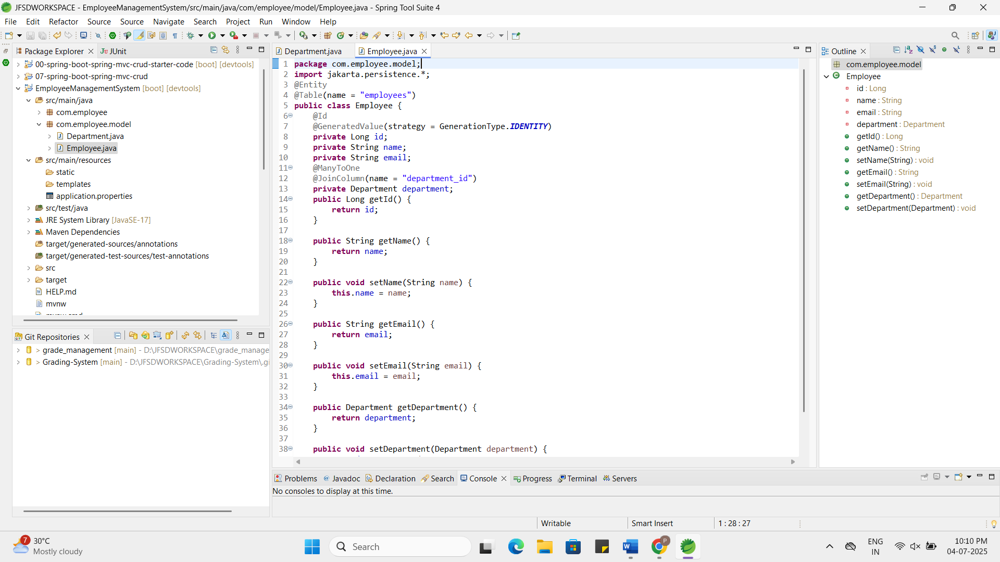 JFSDWORKSPACE - EmployeeManagementSystem/src/main/java/com/employee/model/Employee.java - Spring Tool Suite 4
File Edit Refactor Source Source Navigate Search Project Run Window Help
Package Explorer
JUnit
00-spring-boot-spring-mvc-crud-starter-code [boot] [devtools]
07-spring-boot-spring-mvc-crud
EmployeeManagementSystem [boot] [devtools]
src/main/java
com.employee
com.employee.model
Department.java
Employee.java
src/main/resources
static
templates
application.properties
src/test/java
JRE System Library [JavaSE-17]
Maven Dependencies
target/generated-sources/annotations
target/generated-test-sources/test-annotations
src
target
HELP.md
mvnw
Git Repositories
> grade_management [main] - D:\JFSDWORKSPACE\grade_manage
> Grading-System [main] - D:\JFSDWORKSPACE\Grading-System\.gi
Department.java
Employee.java
1 package com.employee.model;
2 import jakarta.persistence.*;
3 @Entity
4 @Table(name = "employees")
5 public class Employee {
6 @Id
7 @GeneratedValue(strategy = GenerationType.IDENTITY)
8 private Long id;
9 private String name;
10 private String email;
11 @ManyToOne
12 @JoinColumn(name = "department_id")
13 private Department department;
14 public Long getId() {
15 return id;
16 }
17
18 public String getName() {
19 return name;
20 }
21
22 public void setName(String name) {
23 this.name = name;
24 }
25
26 public String getEmail() {
27 return email;
28 }
29
30 public void setEmail(String email) {
31 this.email = email;
32 }
33
34 public Department getDepartment() {
35 return department;
36 }
37
38 public void setDepartment(Department department) {
Outline
com.employee.model
Employee
id : Long
name : String
email : String
department : Department
getId() : Long
getName() : String
setName(String) : void
getEmail() : String
setEmail(String) : void
getDepartment() : Department
setDepartment(Department) : void
Problems @ Javadoc Declaration Search Console Progress Terminal Servers
No consoles to display at this time.
Writable Smart Insert 1 : 28 : 27
7
30°C
Mostly cloudy
Search
P
ENG
IN
10:10 PM
04-07-2025